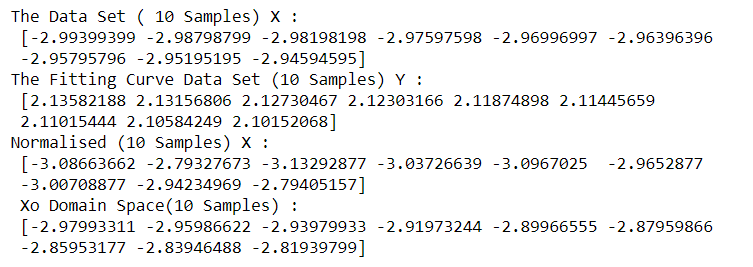 The Data Set ( 10 Samples) X :
[-2.99399399 -2.98798799 -2.98198198 -2.97597598 -2.96996997 -2.96396396
-2.95795796 -2.95195195 -2.94594595]
The Fitting Curve Data Set (10 Samples) Y :
[2.13582188 2.13156806 2.12730467 2.12303166 2.11874898 2.11445659
2.11015444 2.10584249 2.10152068]
Normalised (10 Samples) X :
[-3.08663662 -2.79327673 -3.13292877 -3.03726639 -3.0967025  -2.9652877
-3.00708877 -2.94234969 -2.79405157]
Xo Domain Space(10 Samples) :
[-2.97993311 -2.95986622 -2.93979933 -2.91973244 -2.89966555 -2.87959866
-2.85953177 -2.83946488 -2.81939799]